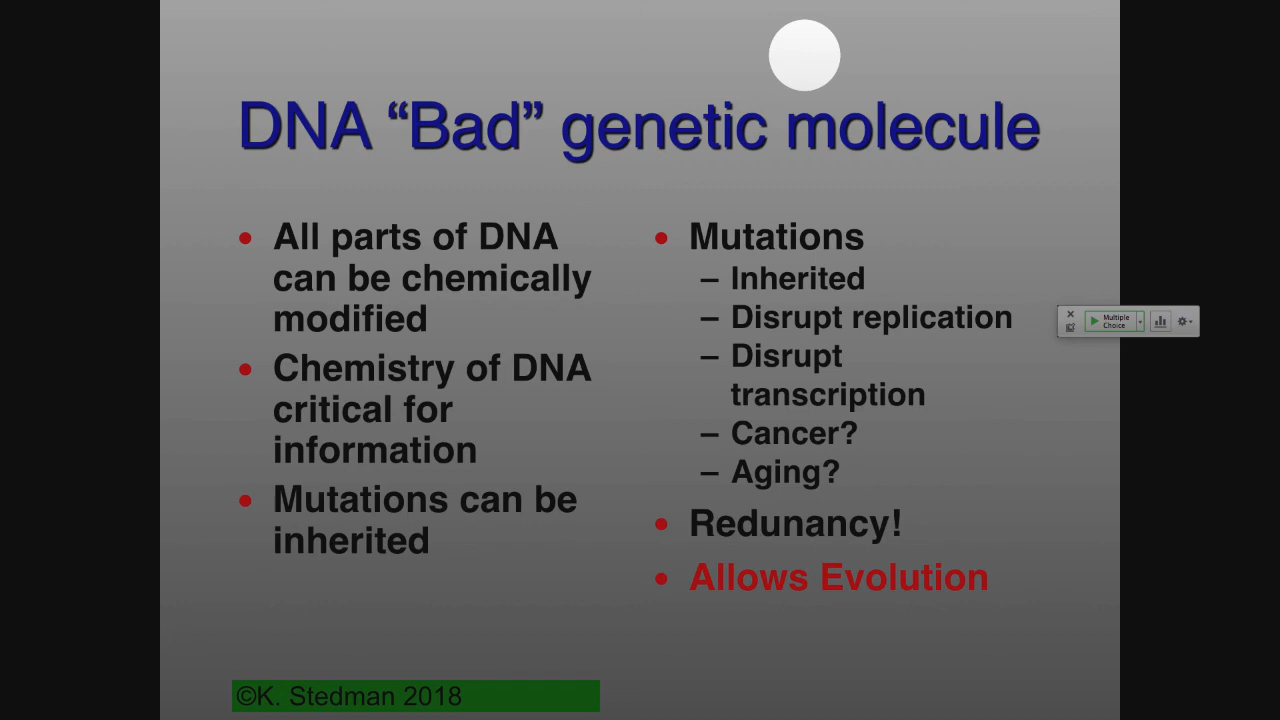 DNA “Bad” genetic molecule
• All parts of DNA
can be chemically
modified
• Chemistry of DNA
critical for
information
• Mutations can be
inherited
• Mutations
– Inherited
– Disrupt replication
– Disrupt
transcription
– Cancer?
– Aging?
• Redunancy!
• Allows Evolution
Multiple
Choice
©K. Stedman 2018